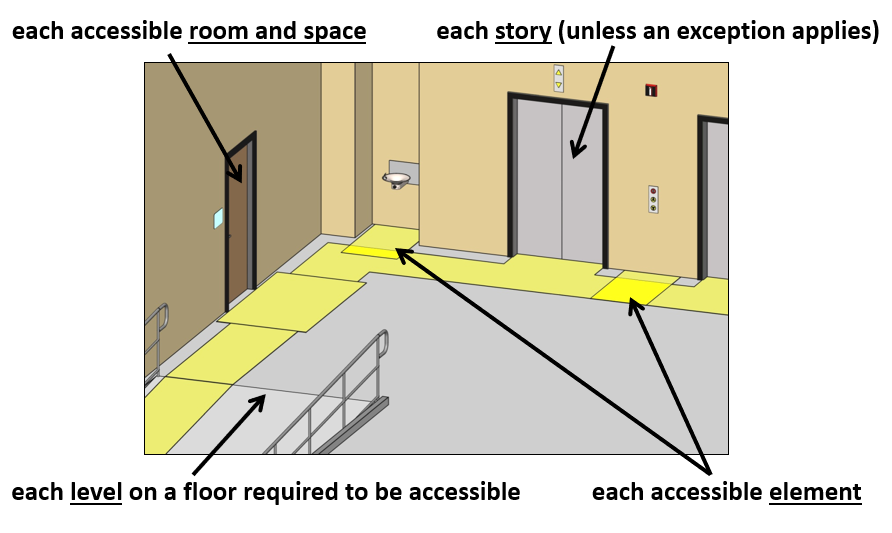 each accessible room and space
each story (unless an exception applies)
each level on a floor required to be accessible
each accessible element